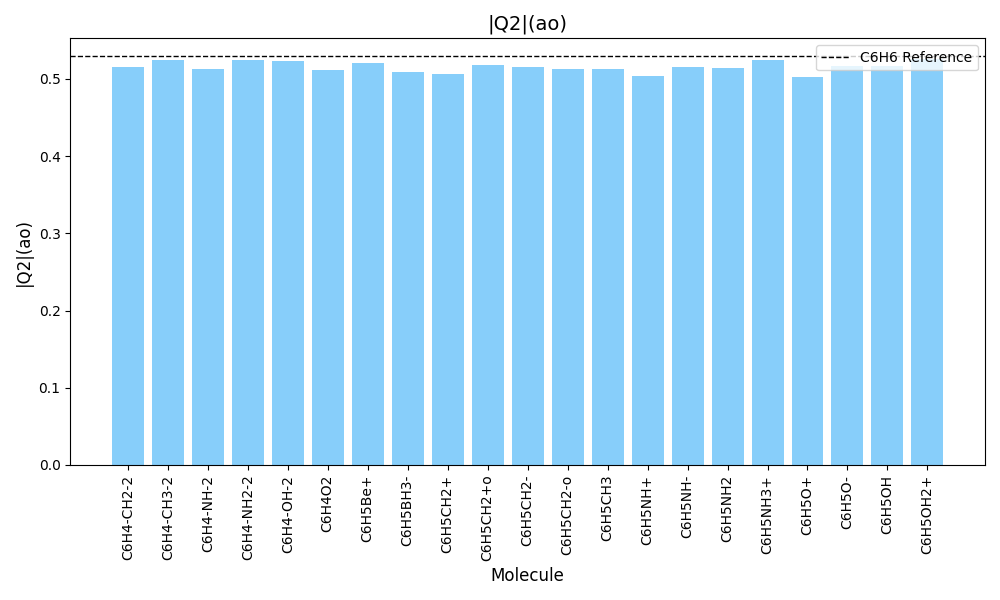 |Q2|(ao)
C6H6 Reference
|Q2|(ao)
0.5
0.4
0.3
0.2
0.1
0.0
C6H4-CH2-2
C6H4-CH3-2
C6H4-NH-2
C6H4-NH2-2
C6H4-OH-2
C6H4O2
C6H5Be+
C6H5BH3-
C6H5CH2+
C6H5CH2+o
C6H5CH2-
C6H5CH2-o
C6H5CH3
C6H5NH+
C6H5NH-
C6H5NH2
C6H5NH3+
C6H5O+
C6H5O-
C6H5OH
C6H5OH2+
Molecule